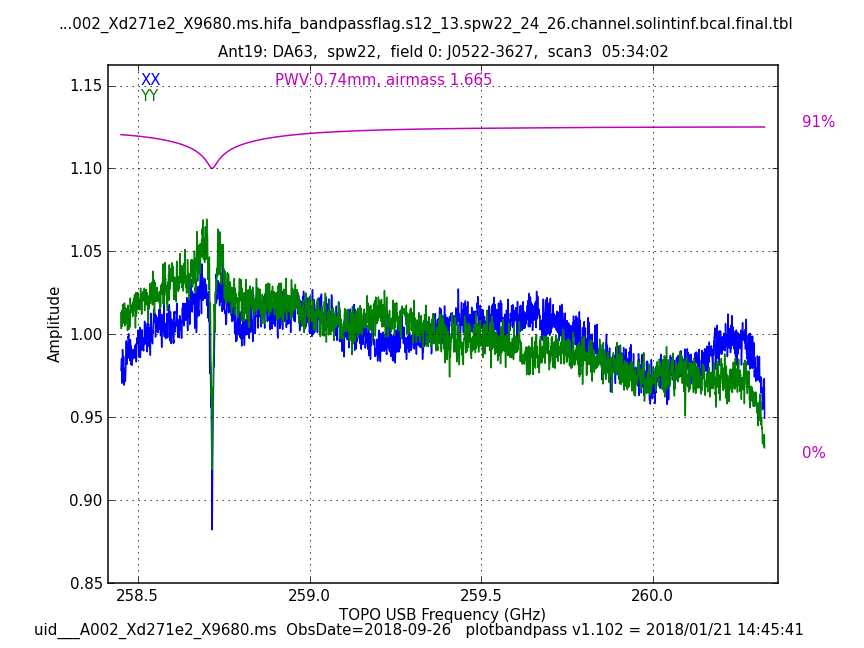 ...002_Xd271e2_X9680.ms.hifa_bandpassflag.s12_13.spw22_24_26.channel.solintinf.bcal.final.tbl
Ant19: DA63, spw22, field 0: J0522-3627, scan3 05:34:02
XX
YY
PWV 0.74mm, airmass 1.665
91%
0%
1.15
1.10
1.05
1.00
0.95
0.90
0.85
Amplitude
258.5 259.0 259.5 260.0
TOPO USB Frequency (GHz)
uid___A002_Xd271e2_X9680.ms ObsDate=2018-09-26 plotbandpass v1.102 = 2018/01/21 14:45:41